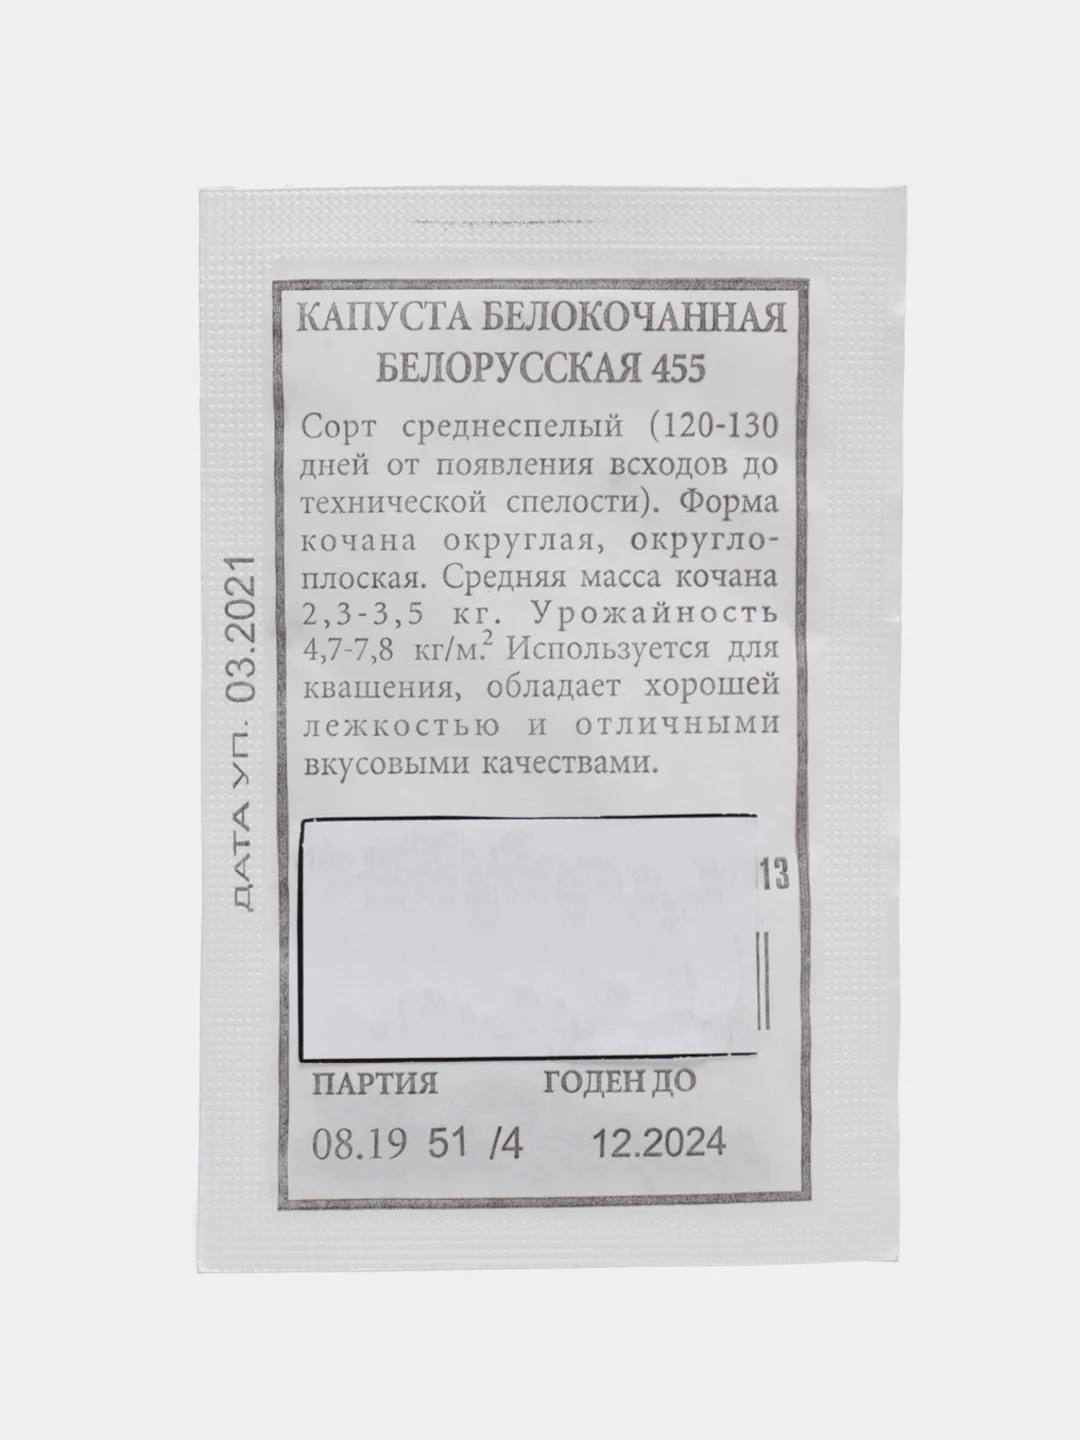 КАПУСТА БЕЛОКОЧАННАЯ
БЕЛОРУССКАЯ 455
Сорт среднеспелый (120-130
дней от появления всходов до
технической спелости). Форма
кочана округлая, округло-
плоская. Средняя масса кочана
2,3-3,5 кг. Урожайность
4,7-7,8 кг/м.² Используется для
квашения, обладает хорошей
лежкостью и отличными
вкусовыми качествами.
13
ПАРТИЯ ГОДЕН ДО
08.19 51 /4 12.2024
ДАТА УП. 03.2021